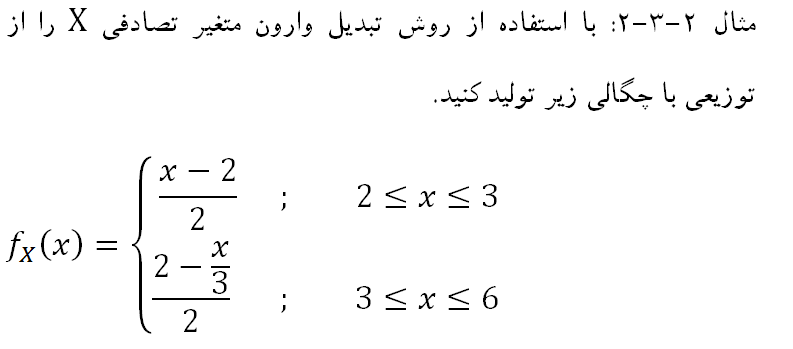 مثال ۲-۳-۲: با استفاده از روش تبدیل وارون متغیر تصادفی X را از
توزیعی با چگالی زیر تولید کنید.
f_X(x) = { (x − 2)/2 ; 2 ≤ x ≤ 3
(2 − x/3)/2 ; 3 ≤ x ≤ 6